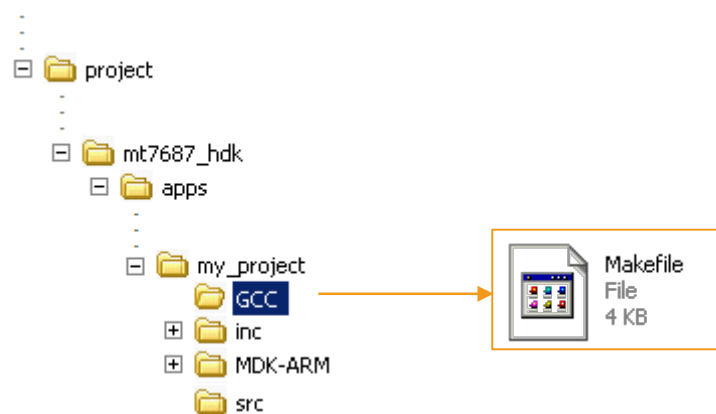 project
mt7687_hdk
apps
my_project
GCC
inc
MDK-ARM
src
Makefile
File
4 KB